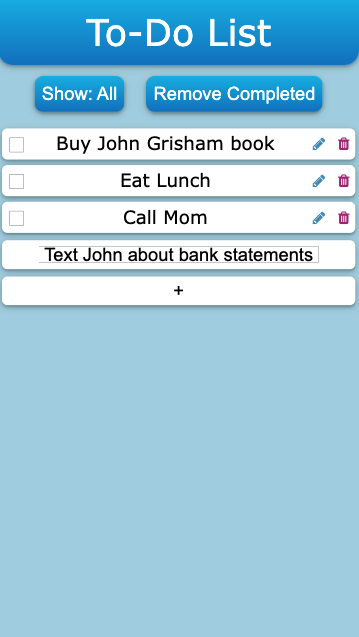 To-Do List
Show: All Remove Completed
Buy John Grisham book
Eat Lunch
Call Mom
Text John about bank statements
+